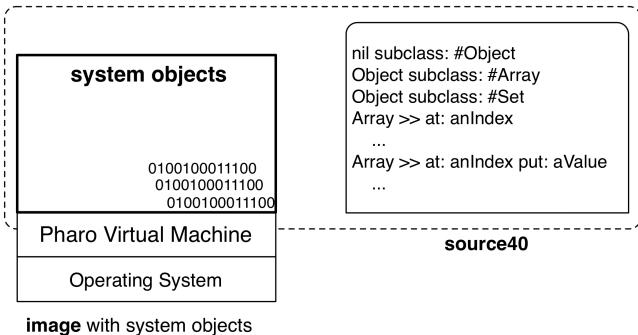 system objects
0100100011100
0100100011100
0100100011100
Pharo Virtual Machine
Operating System
image with system objects
nil subclass: #Object
Object subclass: #Array
Object subclass: #Set
Array >> at: anIndex
...
Array >> at: anIndex put: aValue
...
source40